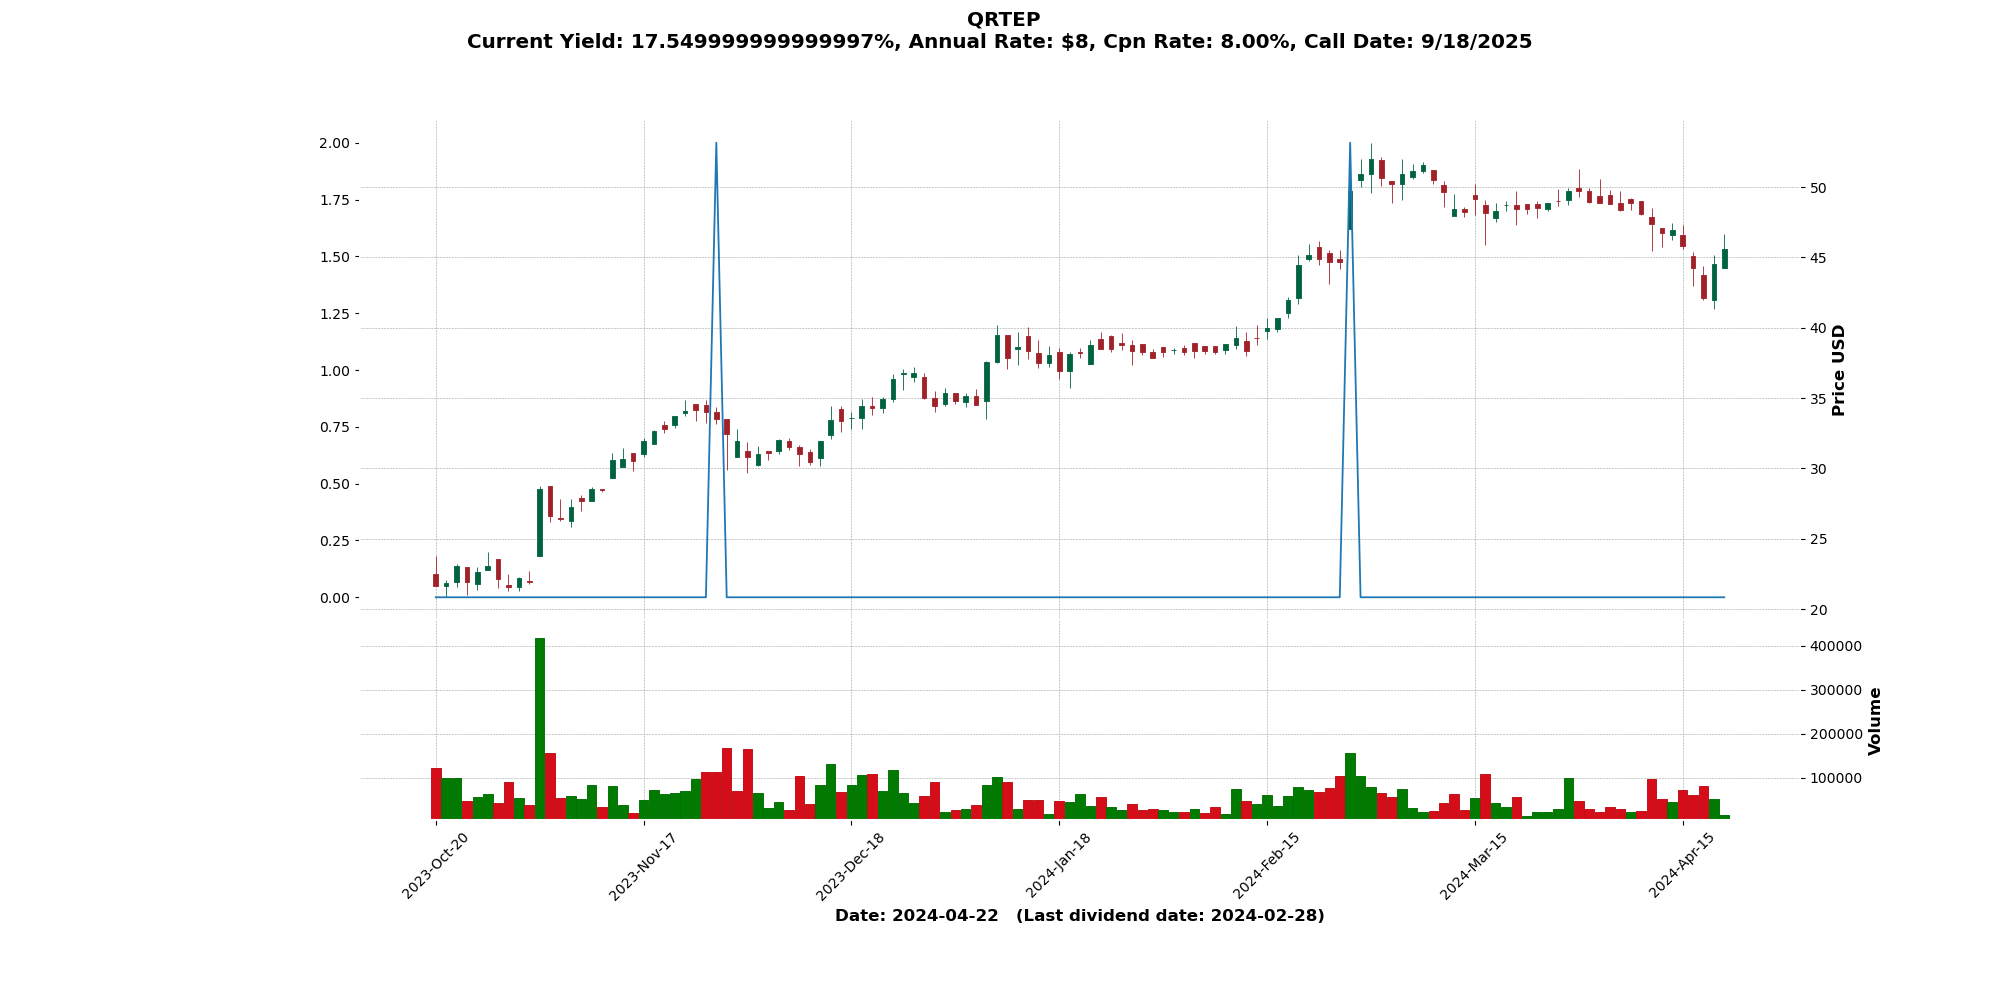 QRTEP
Current Yield: 17.549999999999997%, Annual Rate: $8, Cpn Rate: 8.00%, Call Date: 9/18/2025
2.00
1.75
1.50
1.25
1.00
0.75
0.50
0.25
0.00
50
45
40
35
30
25
20
Price USD
400000
300000
200000
100000
Volume
2023-Oct-20
2023-Nov-17
2023-Dec-18
2024-Jan-18
2024-Feb-15
2024-Mar-15
2024-Apr-15
Date: 2024-04-22 (Last dividend date: 2024-02-28)